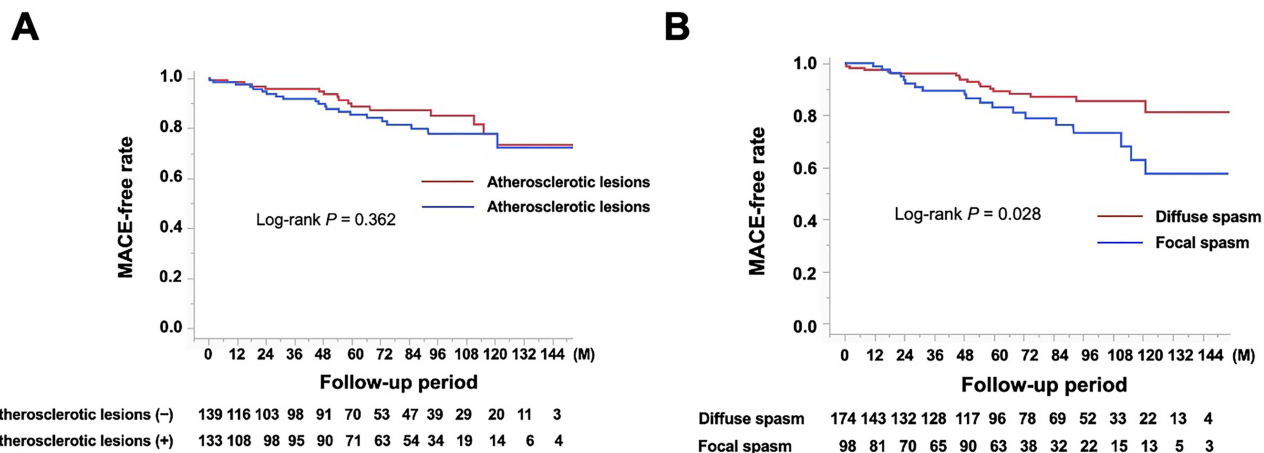 A
1.0
0.8
0.6
0.4
0.2
0.0
MACE-free rate
Atherosclerotic lesions
Atherosclerotic lesions
Log-rank P = 0.362
0 12 24 36 48 60 72 84 96 108 120 132 144 (M)
Follow-up period
therosclerotic lesions (−) 139 116 103 98 91 70 53 47 39 29 20 11 3
therosclerotic lesions (+) 133 108 98 95 90 71 63 54 34 19 14 6 4
B
1.0
0.8
0.6
0.4
0.2
0.0
MACE-free rate
Log-rank P = 0.028
Diffuse spasm
Focal spasm
0 12 24 36 48 60 72 84 96 108 120 132 144 (M)
Follow-up period
Diffuse spasm 174 143 132 128 117 96 78 69 52 33 22 13 4
Focal spasm 98 81 70 65 90 63 38 32 22 15 13 5 3